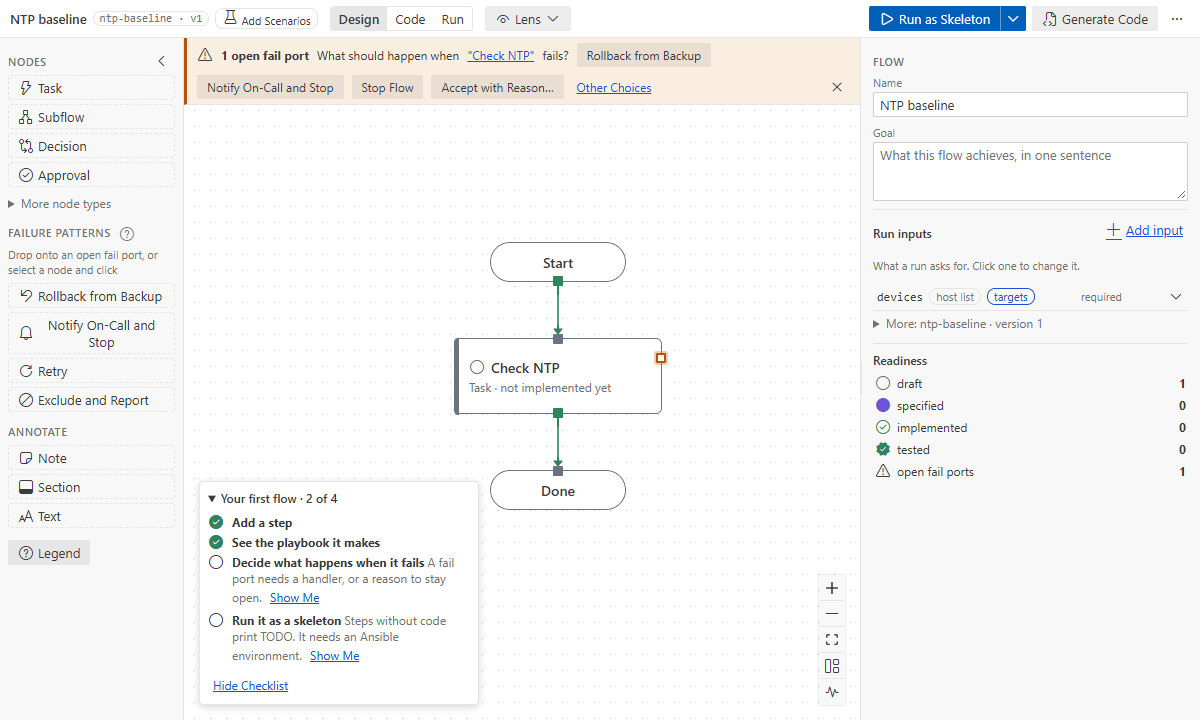 NTP baseline ntp-baseline · v1 Add Scenarios Design Code Run Lens Run as Skeleton Generate Code ···
NODES
Task
Subflow
Decision
Approval
More node types
FAILURE PATTERNS ?
Drop onto an open fail port, or
select a node and click
Rollback from Backup
Notify On-Call and
Stop
Retry
Exclude and Report
ANNOTATE
Note
Section
Text
Legend
1 open fail port What should happen when "Check NTP" fails? Rollback from Backup
Notify On-Call and Stop Stop Flow Accept with Reason... Other Choices
Start
Check NTP
Task · not implemented yet
Done
Your first flow · 2 of 4
Add a step
See the playbook it makes
Decide what happens when it fails A fail
port needs a handler, or a reason to stay
open. Show Me
Run it as a skeleton Steps without code
print TODO. It needs an Ansible
environment. Show Me
Hide Checklist
FLOW
Name
NTP baseline
Goal
What this flow achieves, in one sentence
Run inputs Add input
What a run asks for. Click one to change it.
devices host list targets required
More: ntp-baseline · version 1
Readiness
draft 1
specified 0
implemented 0
tested 0
open fail ports 1